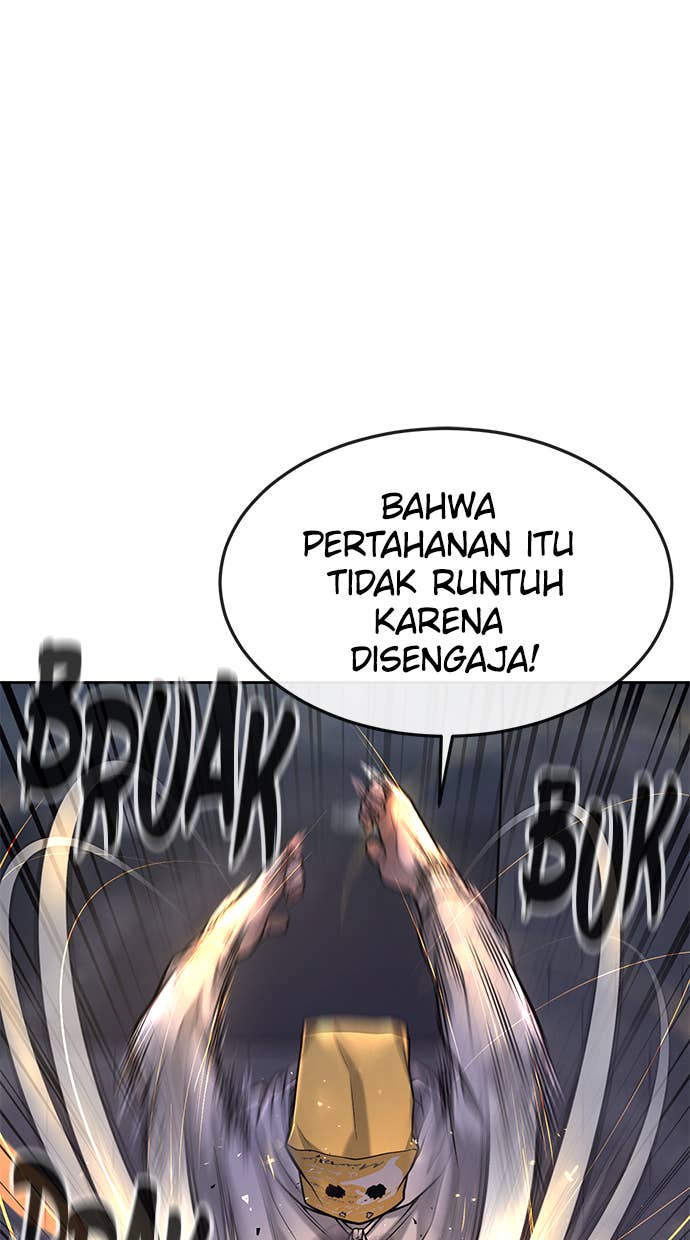 BAHWA
PERTAHANAN ITU
TIDAK RUNTUH
KARENA
DISENGAJA!
BRUAK
BUK